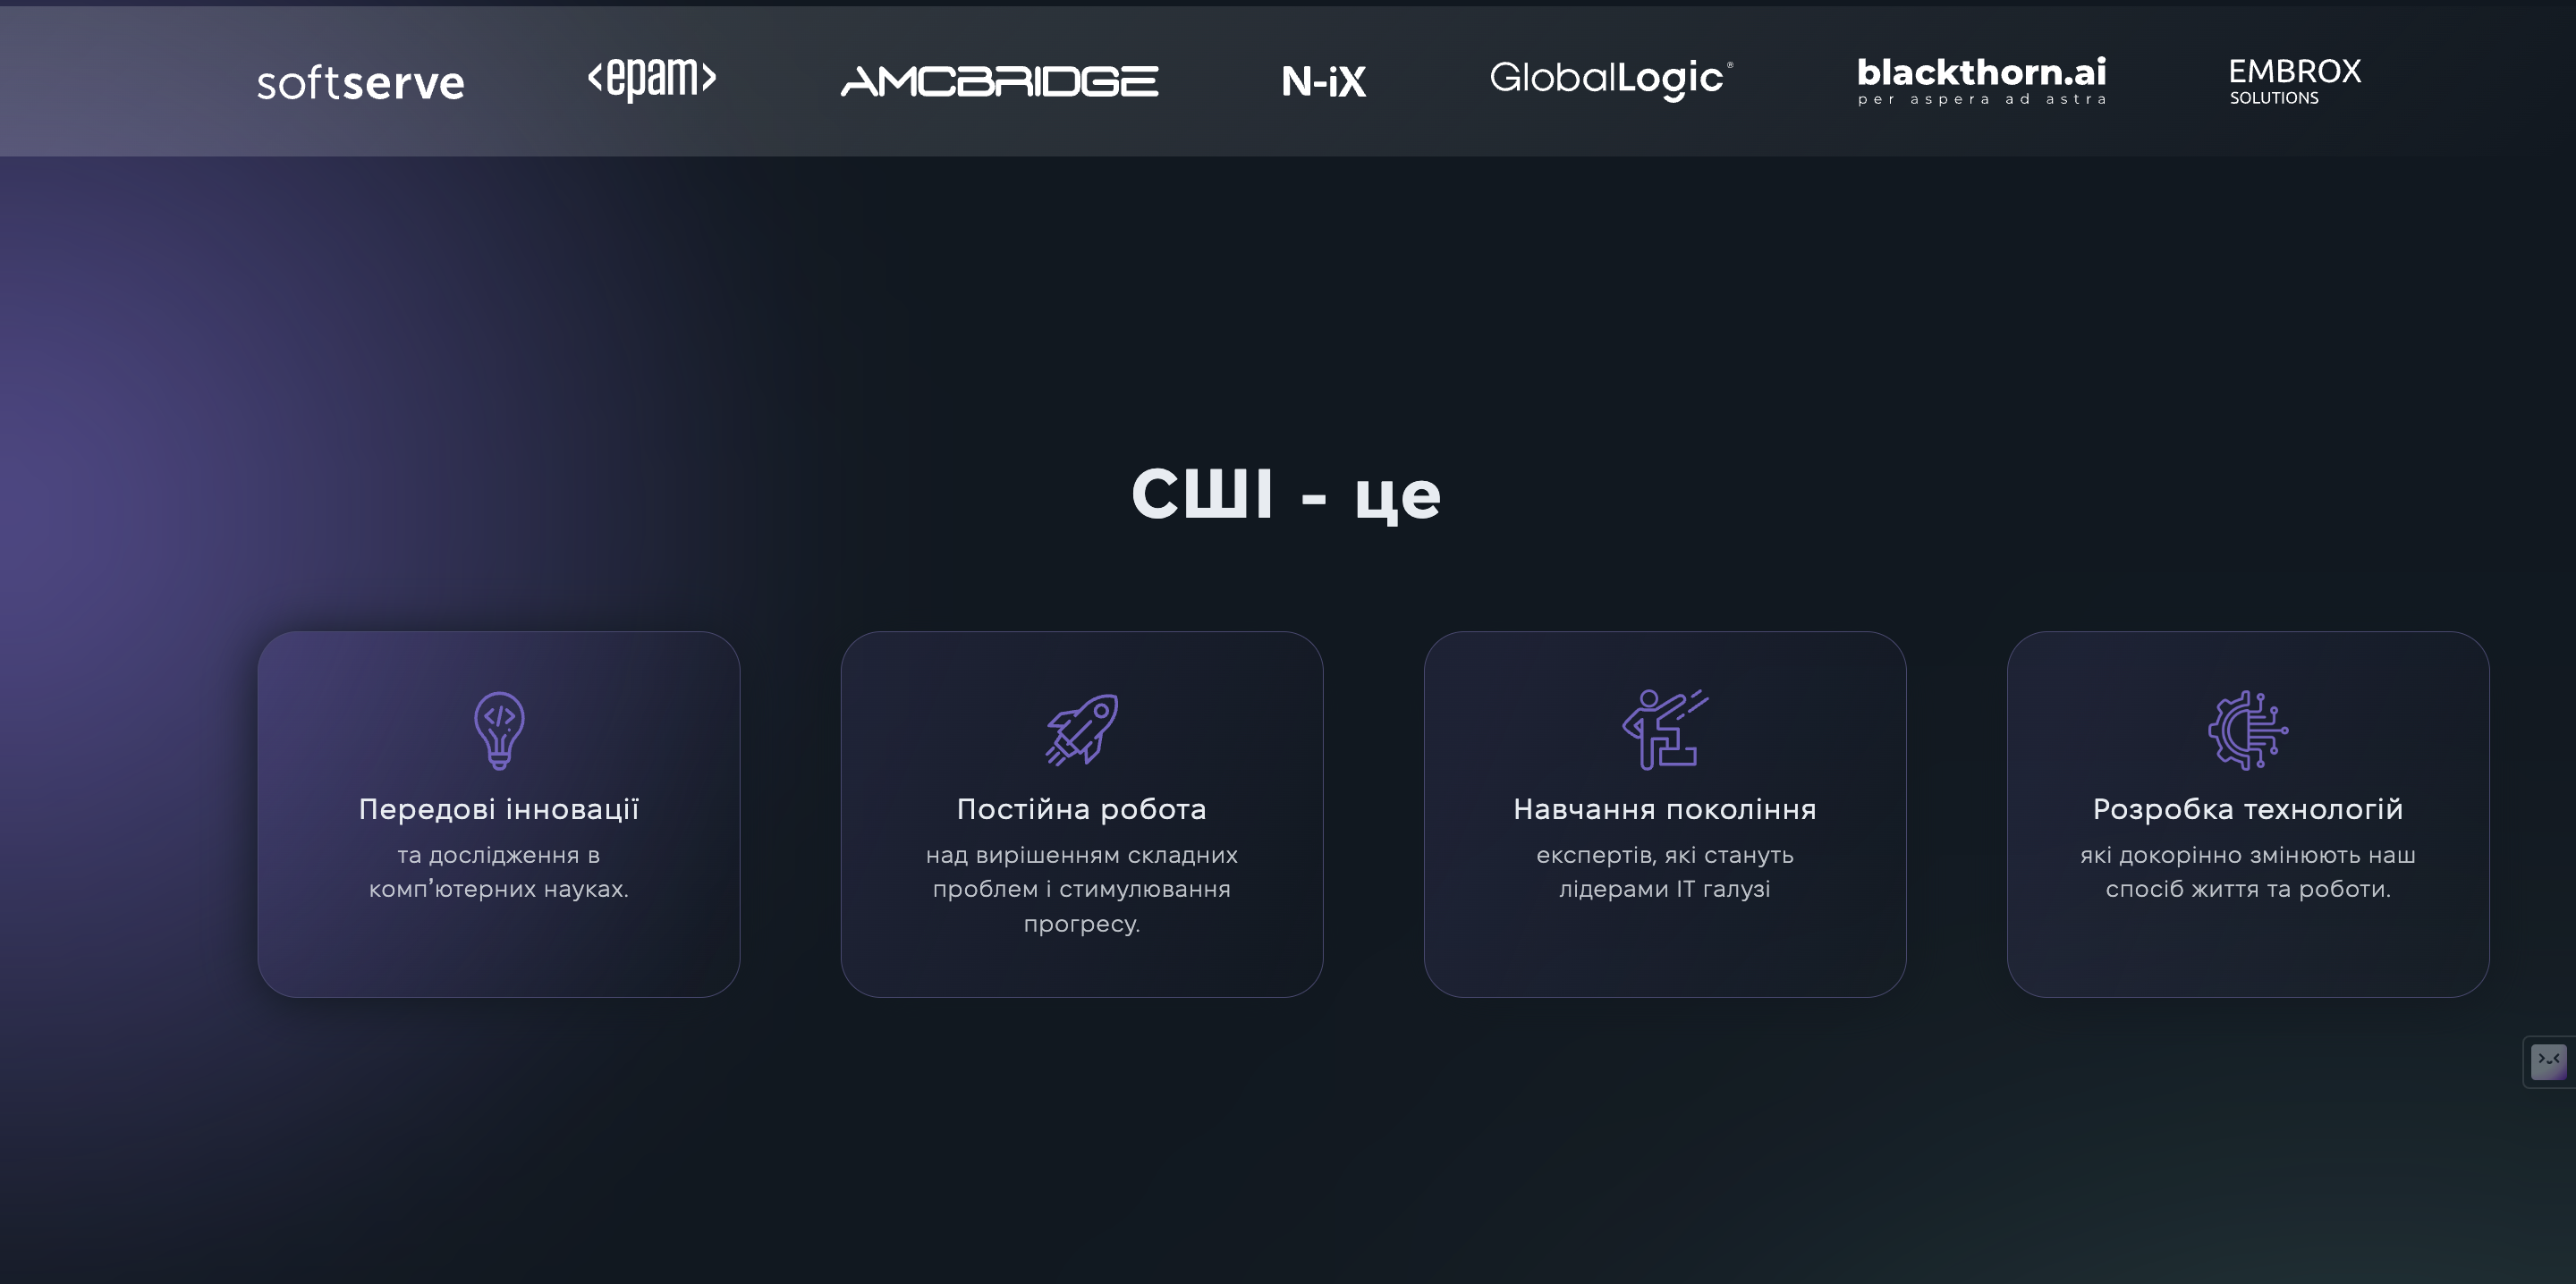 softserve
<epam>
AMCBRIDGE
N-iX
GlobalLogic®
blackthorn.ai
per aspera ad astra
EMBROX
SOLUTIONS
СШІ - це
Передові інновації
та дослідження в
комп’ютерних науках.
Постійна робота
над вирішенням складних
проблем і стимулювання
прогресу.
Навчання покоління
експертів, які стануть
лідерами ІТ галузі
Розробка технологій
які докорінно змінюють наш
спосіб життя та роботи.